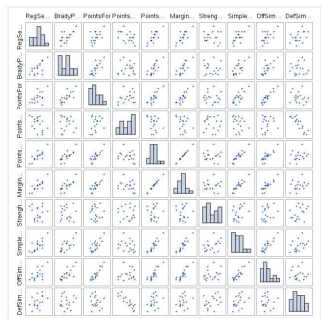 RegSe... BradyP... PointsFor Points... Points... Margin... Streng... Simple... OffSim... DefSim...
RegSe...
BradyP...
PointsFor
Points...
Points...
Margin...
Strengh...
Simple...
OffSim...
DefSim...